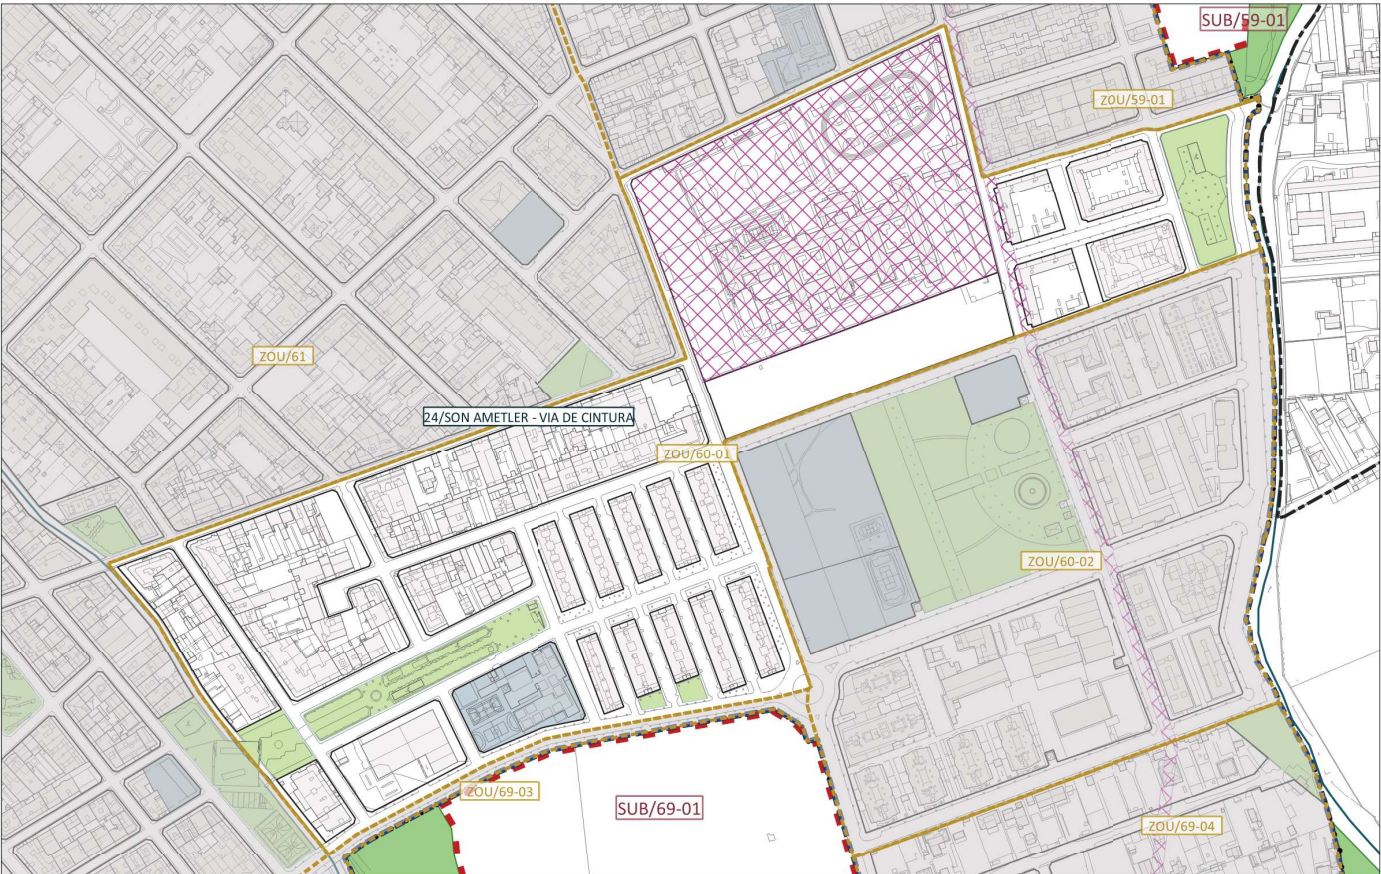 SUB/59-01
ZOU/59-01
ZOU/61
24/SON AMETLER - VIA DE CINTURA
ZOU/60-01
ZOU/60-02
ZOU/69-03
SUB/69-01
ZOU/69-04